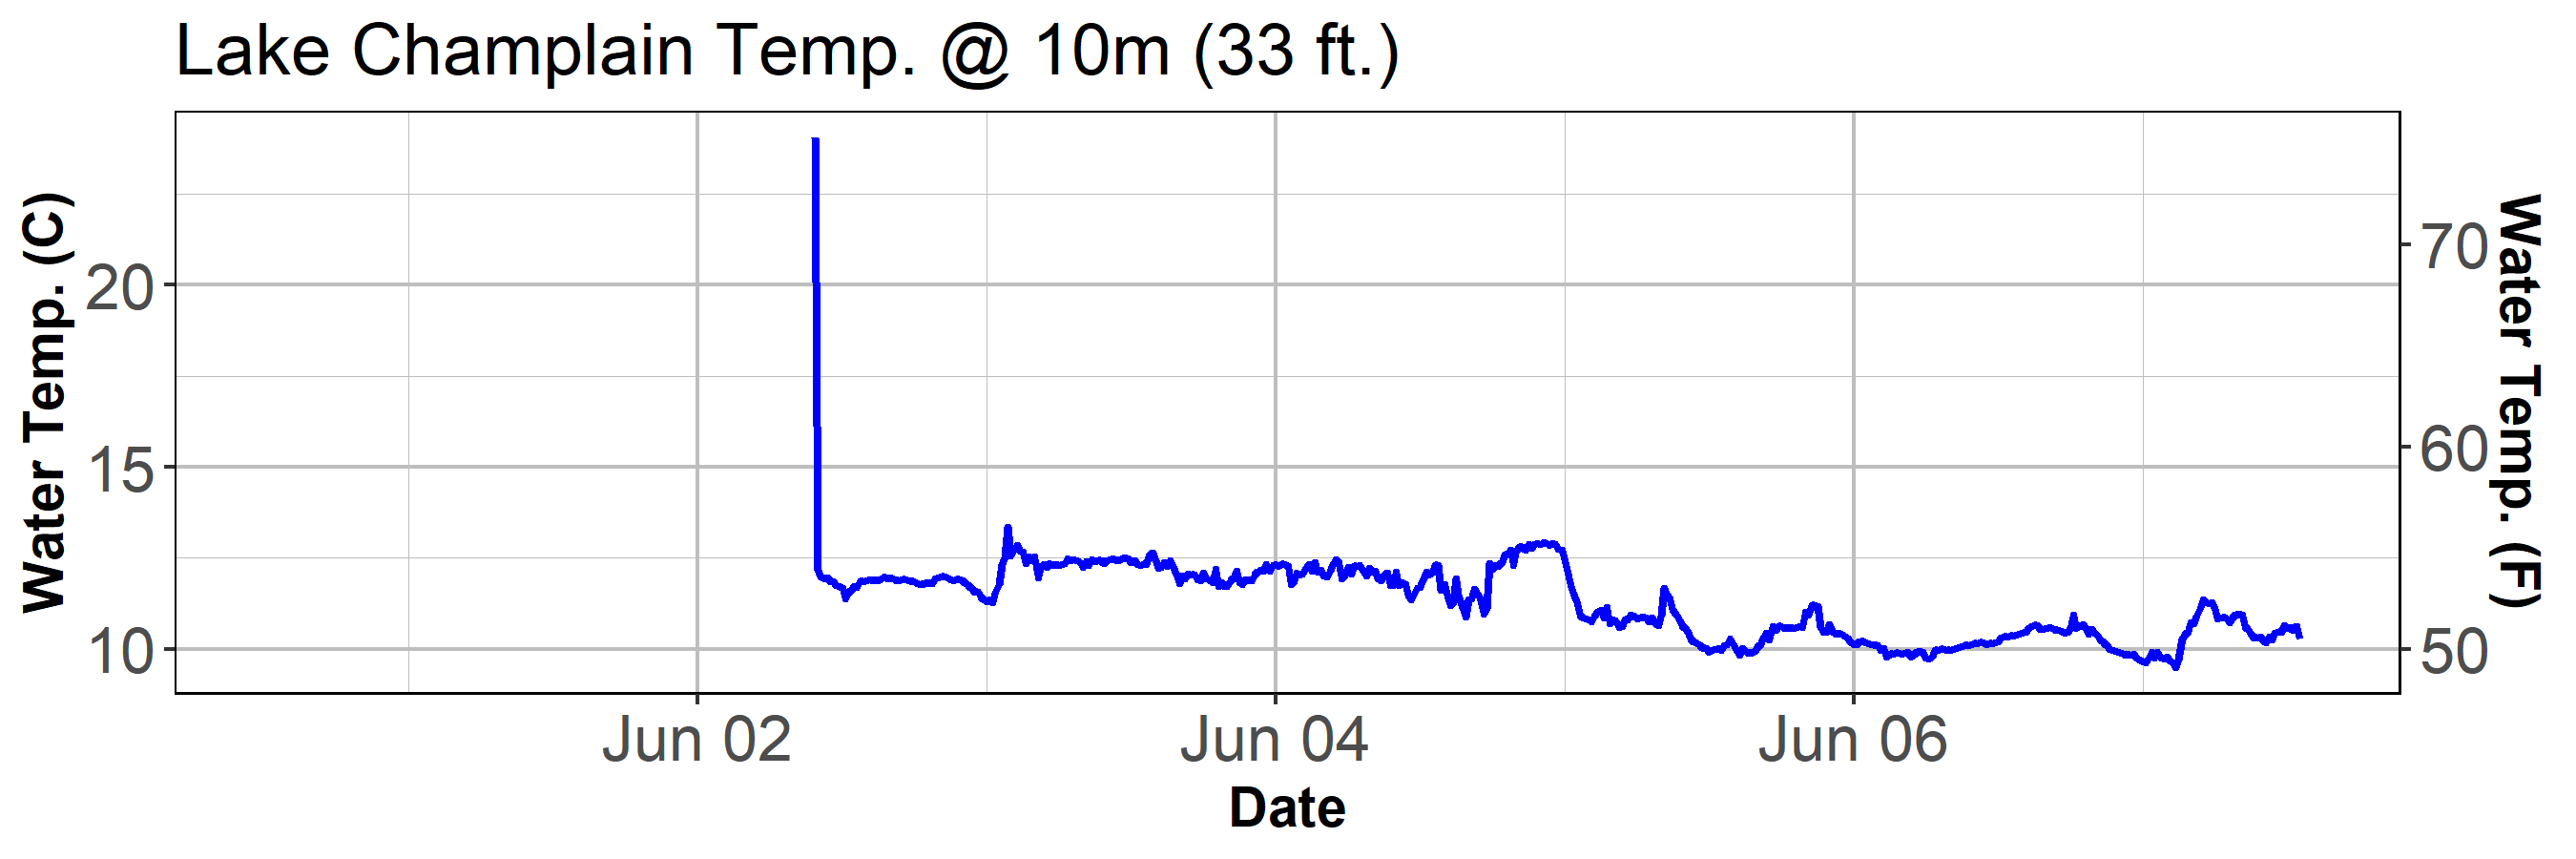 Lake Champlain Temp. @ 10m (33 ft.)
Water Temp. (C)
20
15
10
70
60
50
Water Temp. (F)
Jun 02 Jun 04 Jun 06
Date